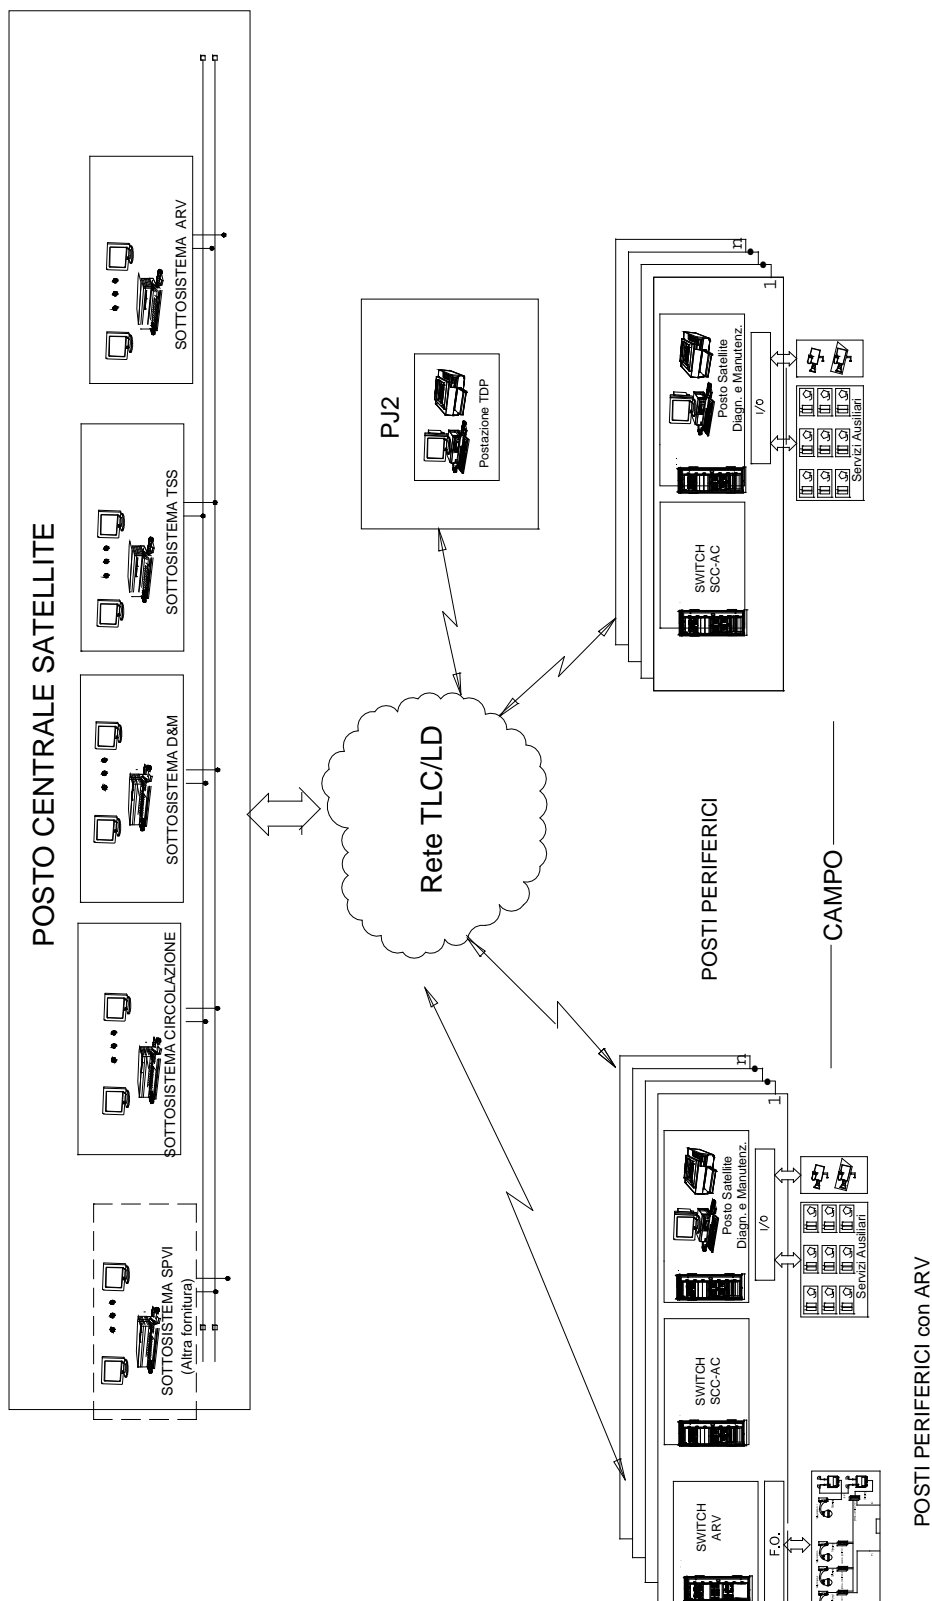 POSTO CENTRALE SATELLITE
SOTTOSISTEMA SPVI
(Altra fornitura)
SOTTOSISTEMA CIRCOLAZIONE
SOTTOSISTEMA D&M
SOTTOSISTEMA TSS
SOTTOSISTEMA ARV
Rete TLC/LD
PJ2
Postazione TDP
SWITCH
ARV
F.O.
SWITCH
SCC-AC
Posto Satellite
Diagn. e Manutenz.
I/O
1
n
Servizi Ausiliari
POSTI PERIFERICI
CAMPO
SWITCH
SCC-AC
Posto Satellite
Diagn. e Manutenz.
I/O
1
n
Servizi Ausiliari
POSTI PERIFERICI con ARV